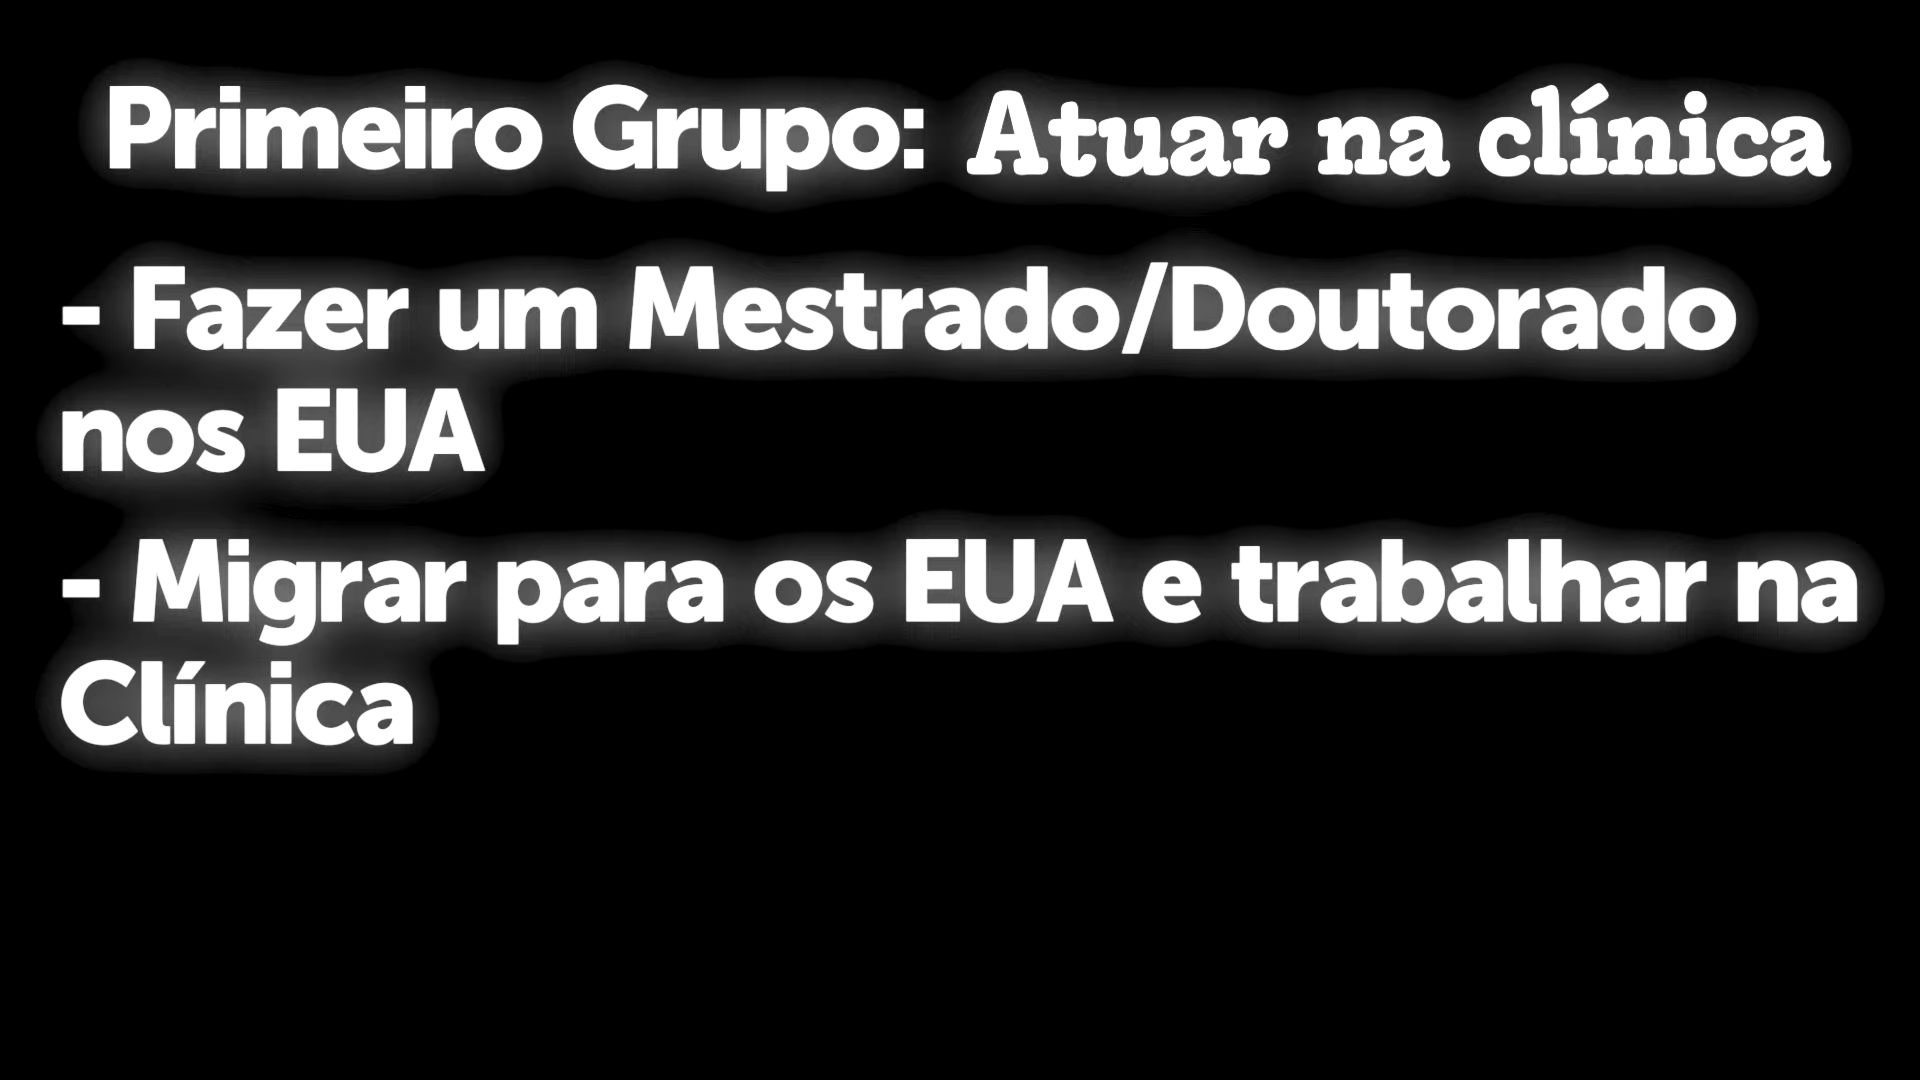 Primeiro Grupo: Atuar na clínica
- Fazer um Mestrado/Doutorado
nos EUA
- Migrar para os EUA e trabalhar na
Clínica